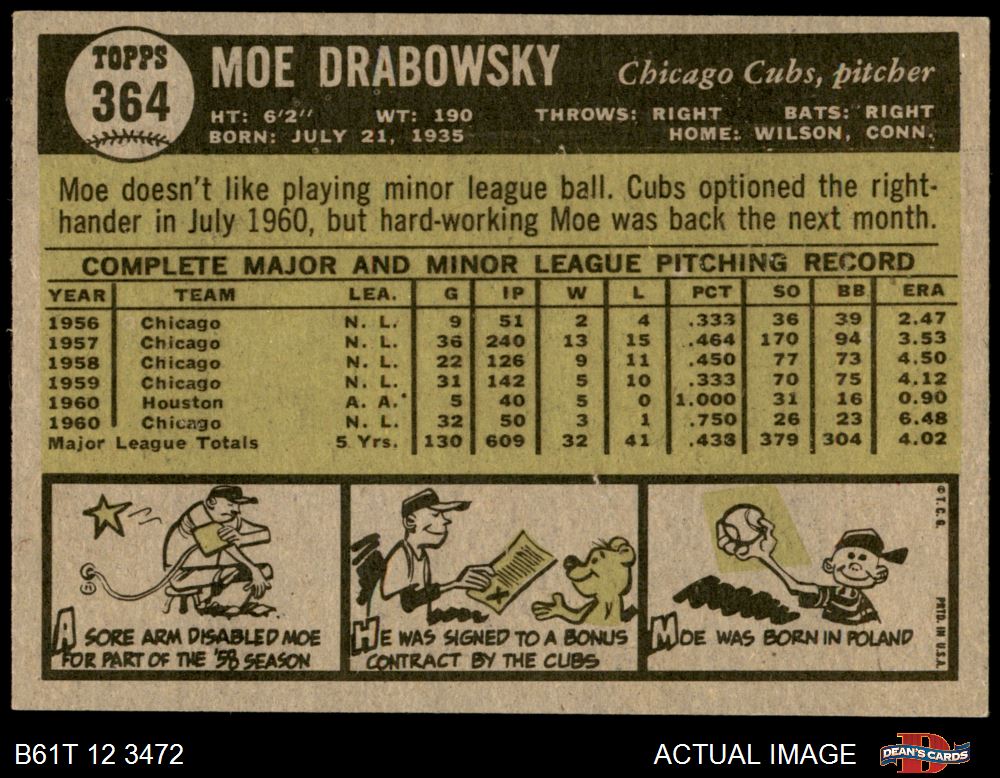 TOPPS
364
MOE DRABOWSKY
Chicago Cubs, pitcher
HT: 6'2" WT: 190 THROWS: RIGHT BATS: RIGHT
BORN: JULY 21, 1935 HOME: WILSON, CONN.
Moe doesn't like playing minor league ball. Cubs optioned the right-
hander in July 1960, but hard-working Moe was back the next month.
COMPLETE MAJOR AND MINOR LEAGUE PITCHING RECORD
YEAR TEAM LEA. G IP W L PCT SO BB ERA
1956 Chicago N. L. 9 51 2 4 .333 36 39 2.47
1957 Chicago N. L. 36 240 13 15 .464 170 94 3.53
1958 Chicago N. L. 22 126 9 11 .450 77 73 4.50
1959 Chicago N. L. 31 142 5 10 .333 70 75 4.12
1960 Houston A. A. 5 40 5 0 1.000 31 16 0.90
1960 Chicago N. L. 32 50 3 1 .750 26 23 6.48
Major League Totals 5 Yrs. 130 609 32 41 .438 379 304 4.02
A SORE ARM DISABLED MOE
FOR PART OF THE '58 SEASON
HE WAS SIGNED TO A BONUS
CONTRACT BY THE CUBS
MOE WAS BORN IN POLAND
© T. C. G. PRTD. IN U.S.A.
B61T 12 3472
ACTUAL IMAGE
DEAN'S CARDS